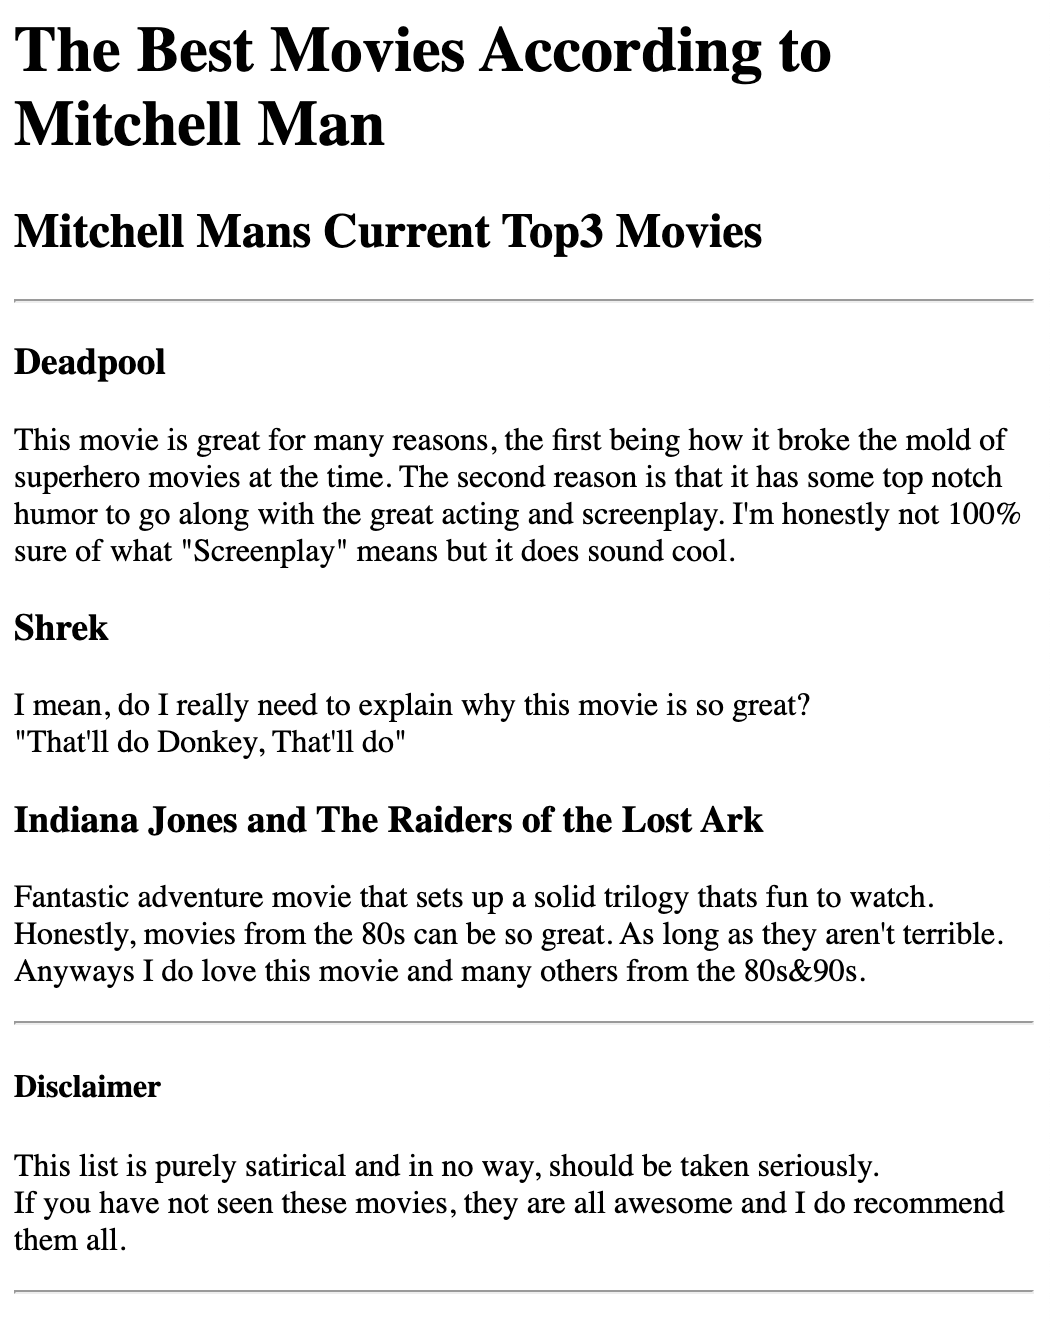 The Best Movies According to
Mitchell Man
Mitchell Mans Current Top3 Movies
Deadpool
This movie is great for many reasons, the first being how it broke the mold of
superhero movies at the time. The second reason is that it has some top notch
humor to go along with the great acting and screenplay. I'm honestly not 100%
sure of what "Screenplay" means but it does sound cool.
Shrek
I mean, do I really need to explain why this movie is so great?
"That'll do Donkey, That'll do"
Indiana Jones and The Raiders of the Lost Ark
Fantastic adventure movie that sets up a solid trilogy thats fun to watch.
Honestly, movies from the 80s can be so great. As long as they aren't terrible.
Anyways I do love this movie and many others from the 80s&90s.
Disclaimer
This list is purely satirical and in no way, should be taken seriously.
If you have not seen these movies, they are all awesome and I do recommend
them all.